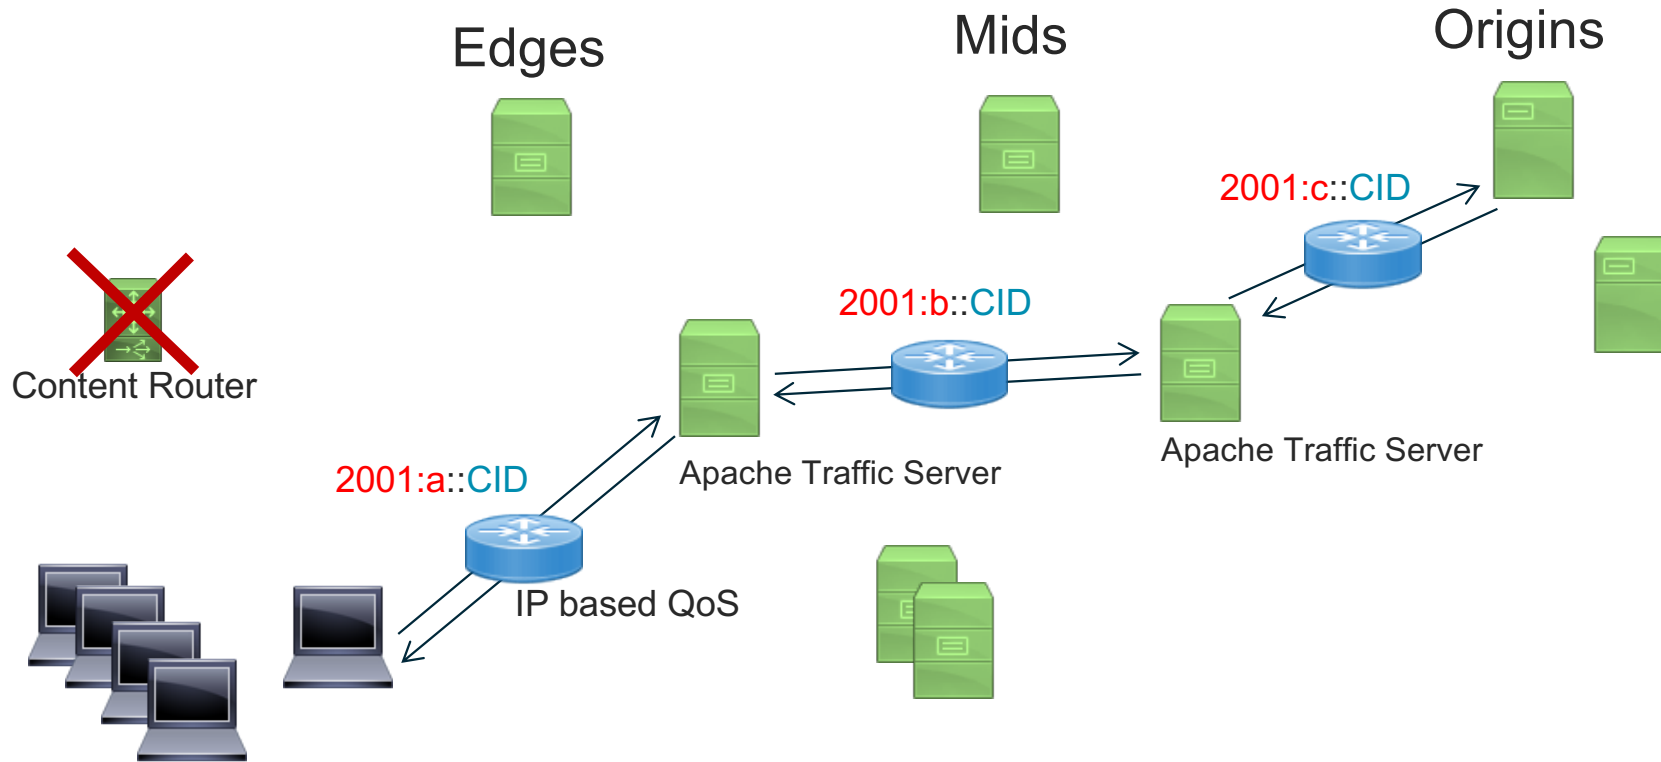 Edges
Mids
Origins
2001:c::CID
2001:b::CID
Content Router
Apache Traffic Server
Apache Traffic Server
2001:a::CID
IP based QoS